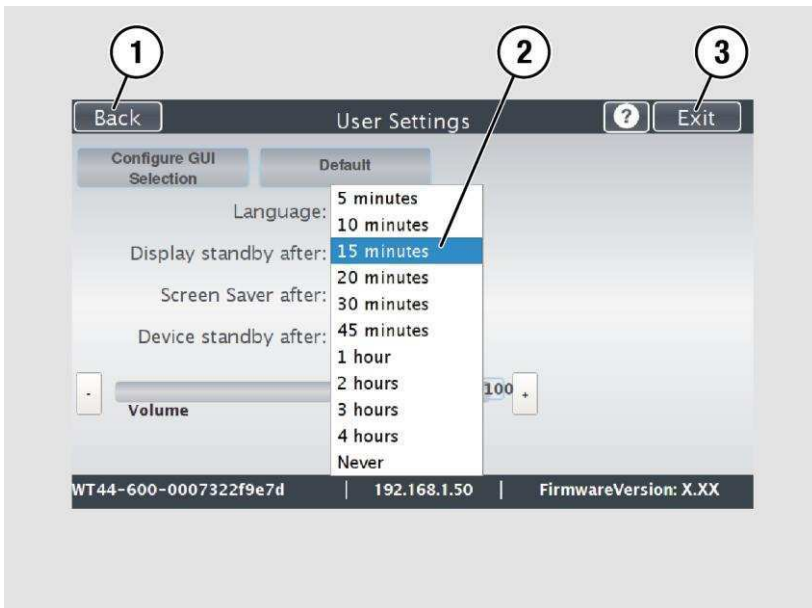 1 2 3
Back User Settings ? Exit
Configure GUI
Selection
Default
Language:
Display standby after:
Screen Saver after:
Device standby after:
5 minutes
10 minutes
15 minutes
20 minutes
30 minutes
45 minutes
1 hour
2 hours
3 hours
4 hours
Never
- 100 +
Volume
WT44-600-0007322f9e7d | 192.168.1.50 | FirmwareVersion: X.XX